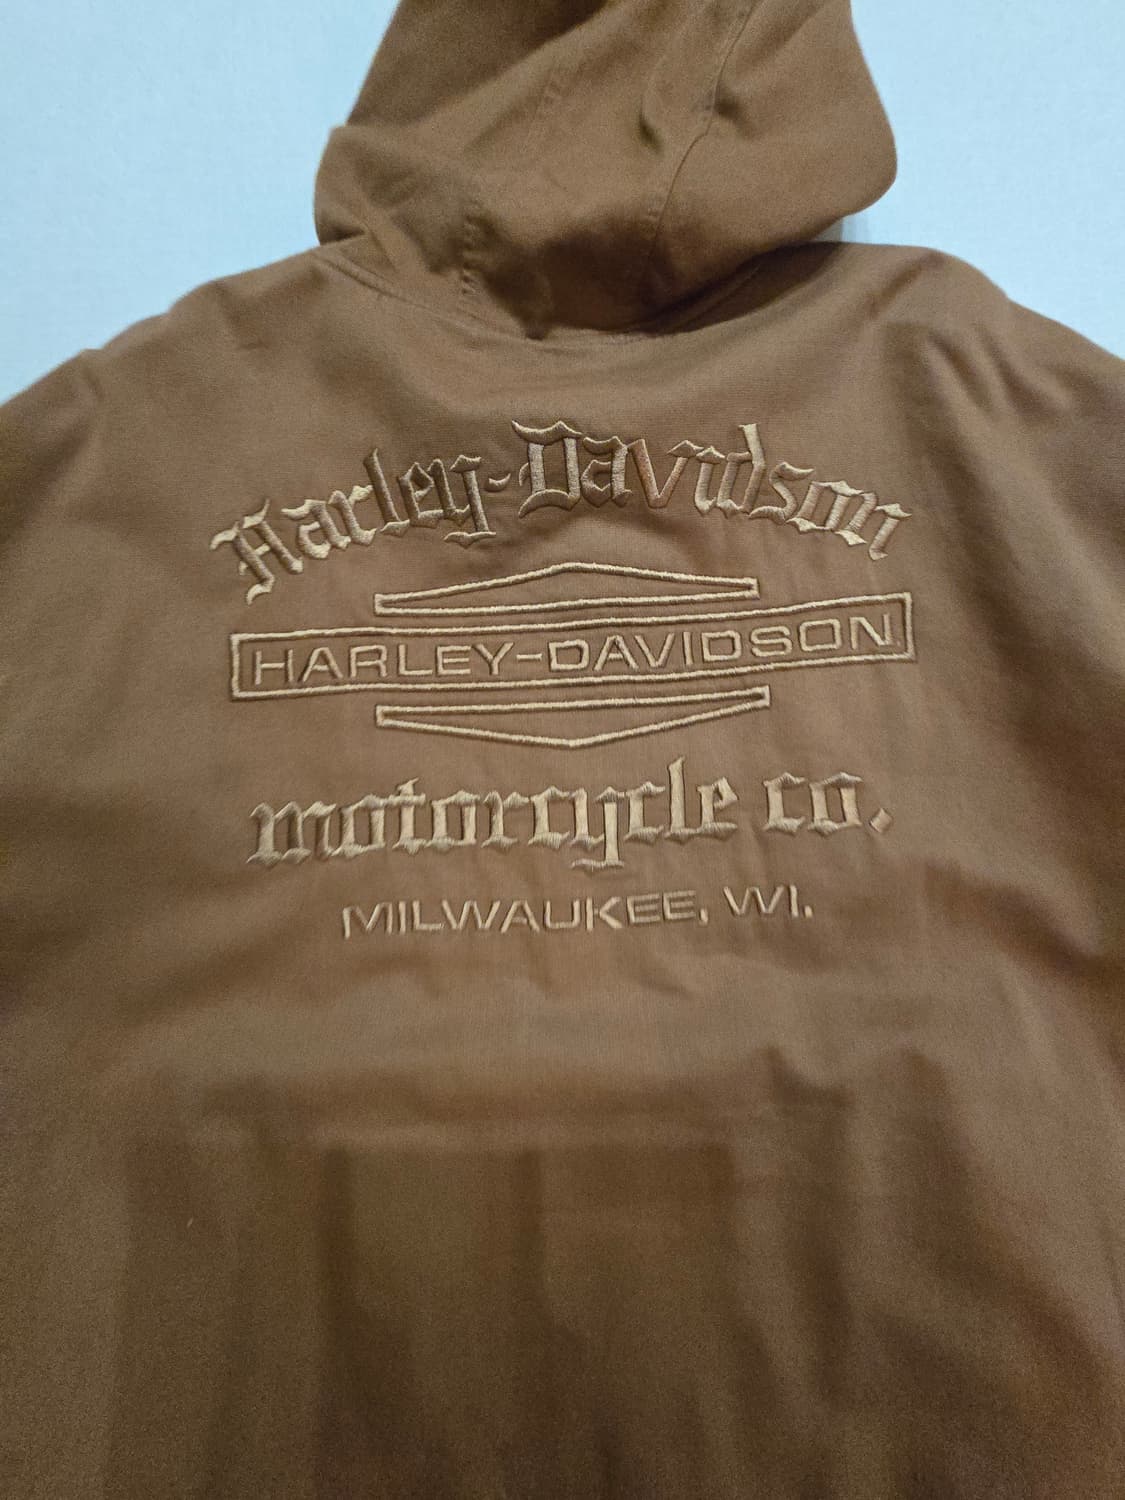 Harley-Davidson
HARLEY-DAVIDSON
motorcycle co.
MILWAUKEE, WI.